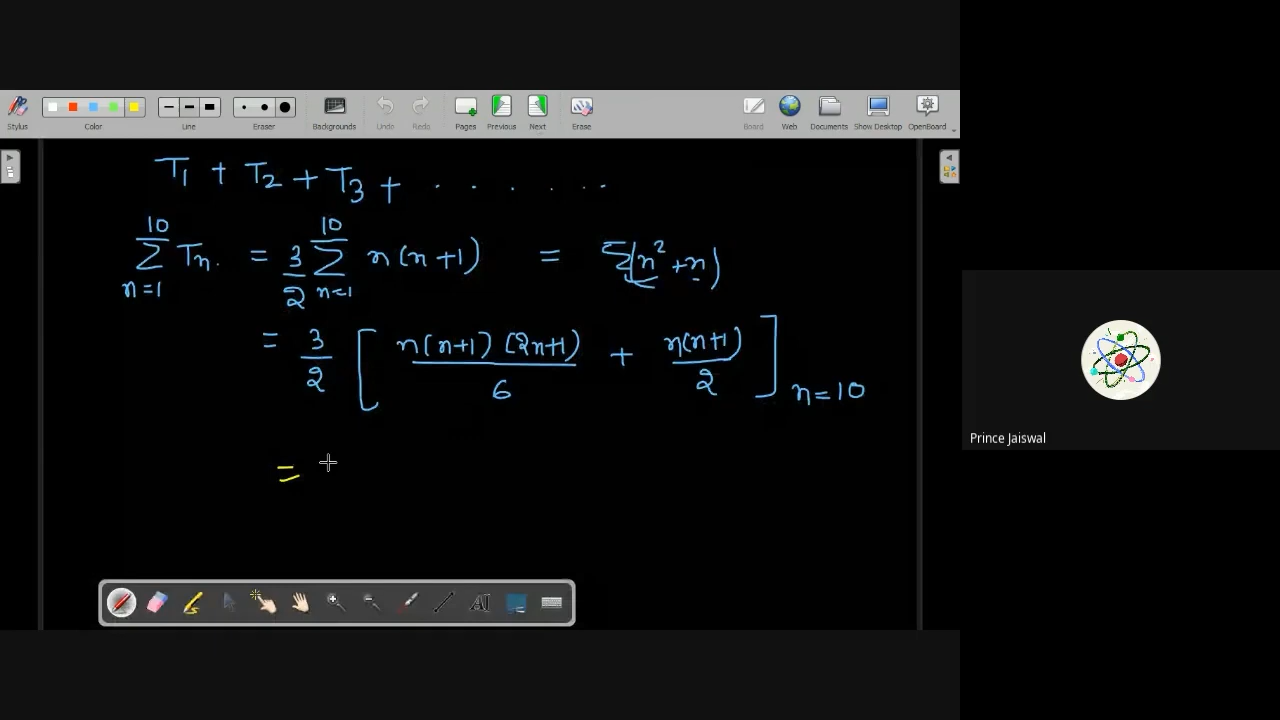 Stylus Color Line Eraser Backgrounds Undo Redo Pages Previous Next Erase Board Web Documents Show Desktop OpenBoard
T1 + T2 + T3 + . . . . . .
10 ∑ n=1 Tn. = 3/2 10 ∑ n=1 n(n+1) = ∑(n² + n)
= 3/2 [ n(n+1)(2n+1)/6 + n(n+1)/2 ] n=10
=
Prince Jaiswal